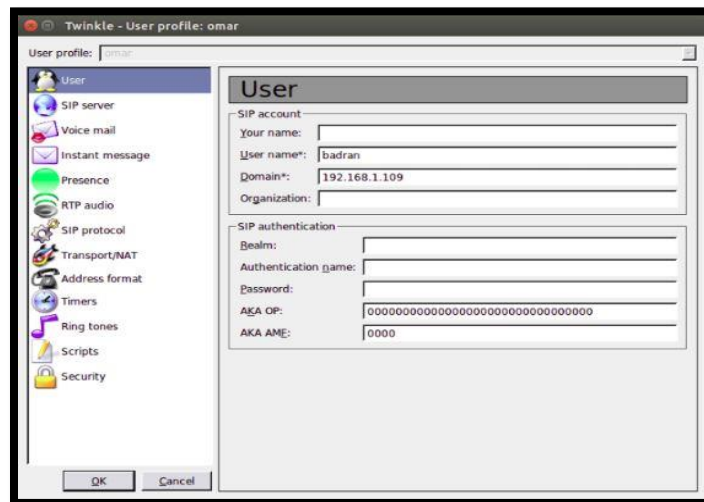 Twinkle - User profile: omar
User profile: omar
User
SIP server
Voice mail
Instant message
Presence
RTP audio
SIP protocol
Transport/NAT
Address format
Timers
Ring tones
Scripts
Security
User
SIP account
Your name:
User name*: badran
Domain*: 192.168.1.109
Organization:
SIP authentication
Realm:
Authentication name:
Password:
AKA OP: 00000000000000000000000000000000
AKA AMF: 0000
OK Cancel